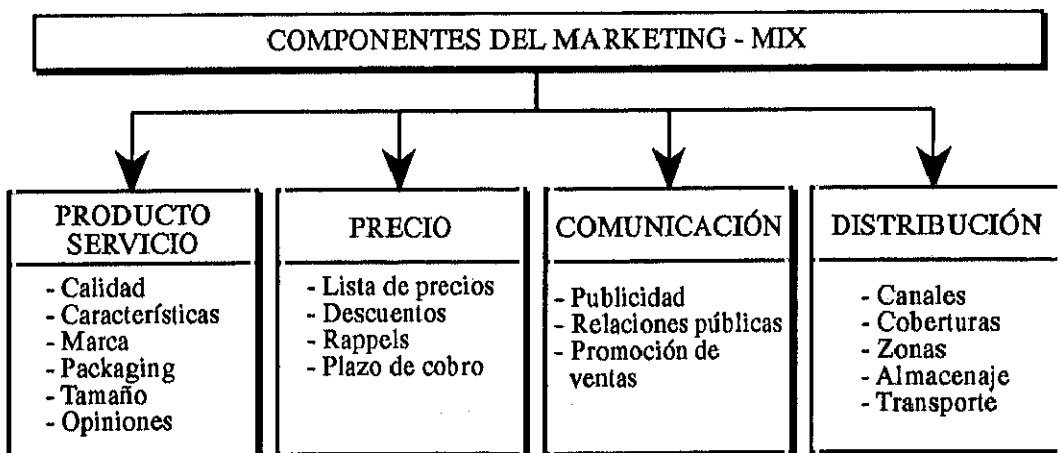 COMPONENTES DEL MARKETING - MIX
PRODUCTO
SERVICIO
- Calidad
- Características
- Marca
- Packaging
- Tamaño
- Opiniones
PRECIO
- Lista de precios
- Descuentos
- Rappels
- Plazo de cobro
COMUNICACIÓN
- Publicidad
- Relaciones públicas
- Promoción de
ventas
DISTRIBUCIÓN
- Canales
- Coberturas
- Zonas
- Almacenaje
- Transporte